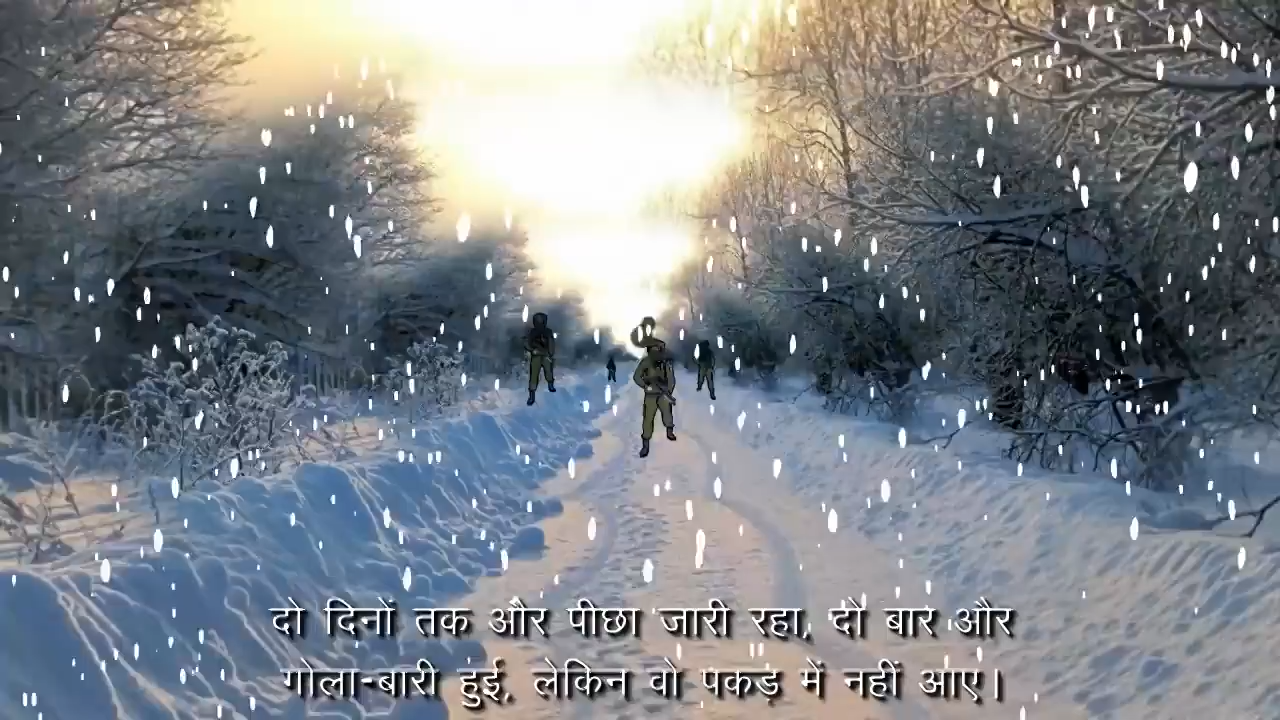 दो दिनों तक और पीछा जारी रहा, दो बार और
गोला-बारी हुई, लेकिन वो पकड़ में नहीं आए।